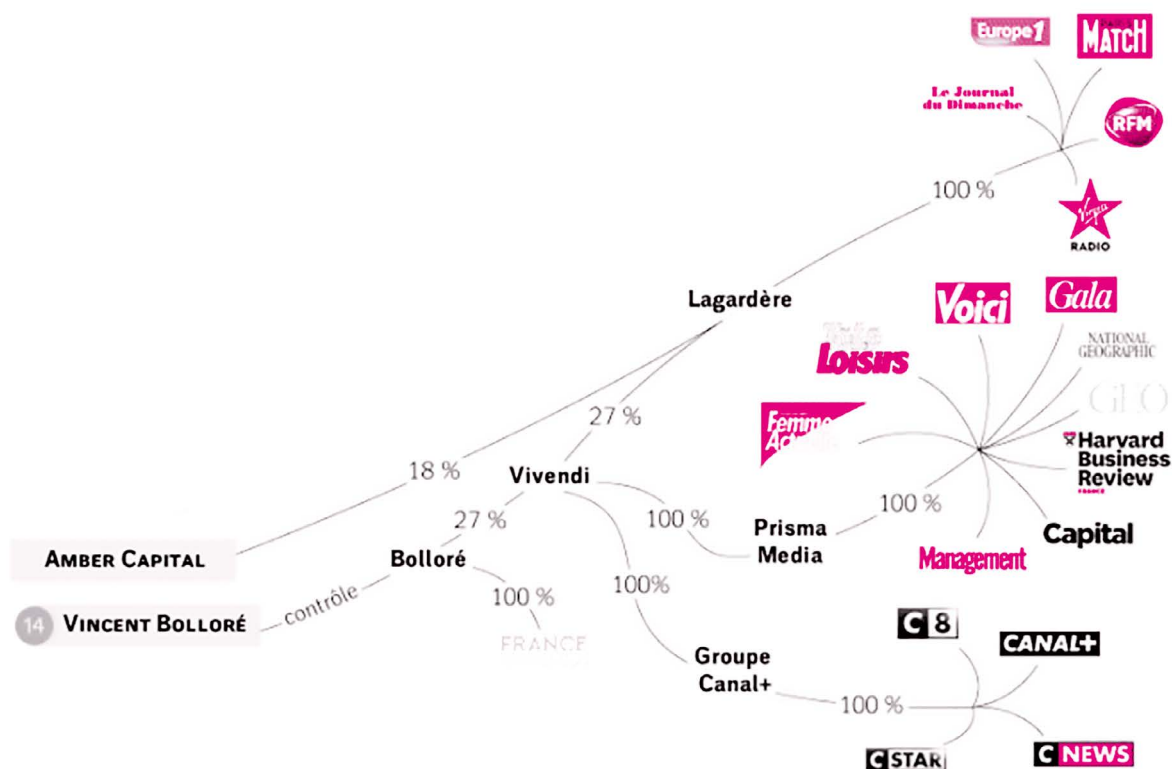 Europe 1
PARIS
MATCH
Le Journal
du Dimanche
RFM
100 %
Virgin
RADIO
Lagardère
Voici
Gala
NATIONAL
GEOGRAPHIC
Loisirs
GEO
27 %
Femme
Actuelle
Harvard
Business
Review
FRANCE
18 %
Vivendi
100 %
27 %
100 %
Prisma
Media
Capital
AMBER CAPITAL
Bolloré
Management
100 %
100%
contrôle
14 VINCENT BOLLORÉ
FRANCE
C8
CANAL+
Groupe
Canal+
100 %
CSTAR
CNEWS